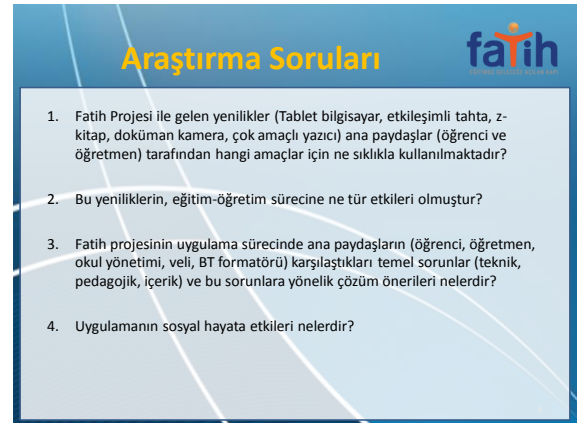 Araştırma Soruları
fatih
1. Fatih Projesi ile gelen yenilikler (Tablet bilgisayar, etkileşimli tahta, z-
kitap, doküman kamera, çok amaçlı yazıcı) ana paydaşlar (öğrenci ve
öğretmen) tarafından hangi amaçlar için ne sıklıkla kullanılmaktadır?
2. Bu yeniliklerin, eğitim-öğretim sürecine ne tür etkileri olmuştur?
3. Fatih projesinin uygulama sürecinde ana paydaşların (öğrenci, öğretmen,
okul yönetimi, veli, BT formatörü) karşılaştıkları temel sorunlar (teknik,
pedagojik, içerik) ve bu sorunlara yönelik çözüm önerileri nelerdir?
4. Uygulamanın sosyal hayata etkileri nelerdir?